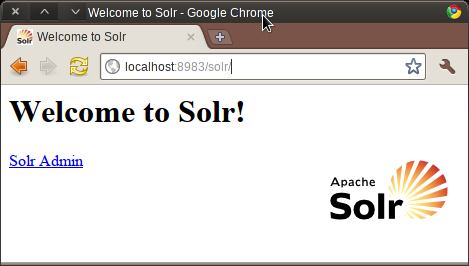 Welcome to Solr - Google Chrome
Welcome to Solr
localhost:8983/solr/
Welcome to Solr!
Solr Admin
Apache
Solr